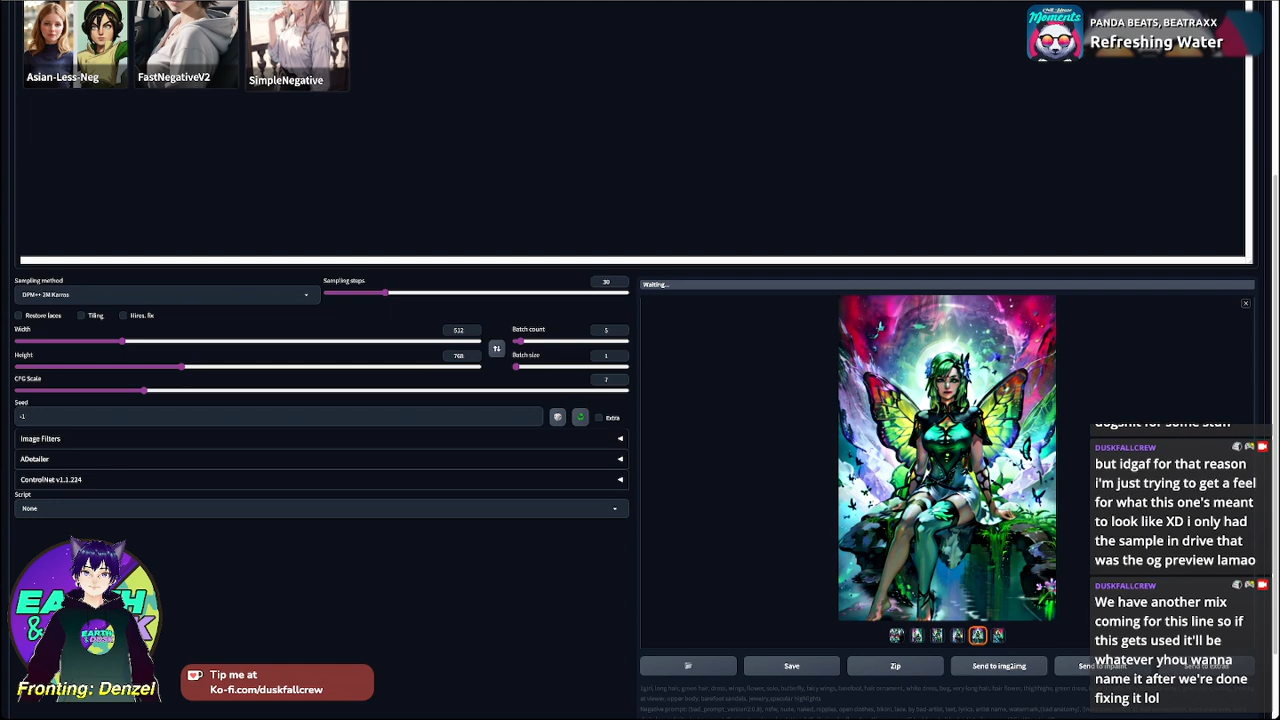 Chill House
Moments
PANDA BEATS, BEATRAXX
Refreshing Water
Asian-Less-Neg
FastNegativeV2
SimpleNegative
Sampling method
DPM++ 2M Karras
Sampling steps
30
Restore faces
Tiling
Hires. fix
Width
512
Height
768
Batch count
5
Batch size
1
CFG Scale
7
Seed
-1
Extra
Image Filters
ADetailer
ControlNet v1.1.224
Script
None
Waiting...
Save
Zip
Send to img2img
DUSKFALLCREW
but idgaf for that reason
i'm just trying to get a feel
for what this one's meant
to look like XD i only had
the sample in drive that
was the og preview lamao
DUSKFALLCREW
We have another mix
coming for this line so if
this gets used it'll be
whatever yhou wanna
name it after we're done
fixing it lol
EARTH
&
EARTH
Fronting: Denzel
Tip me at
Ko-fi.com/duskfallcrew